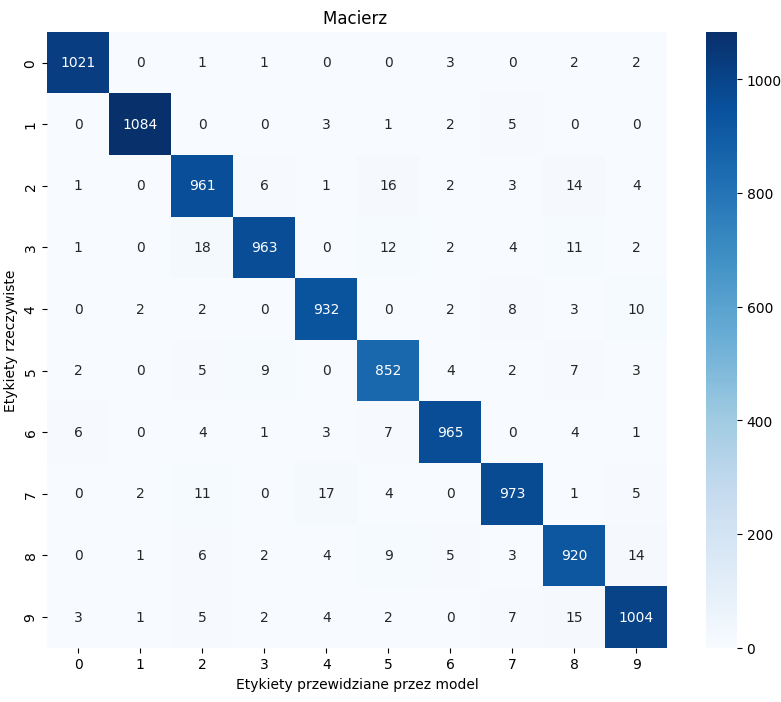 Macierz
0 1021 0 1 1 0 0 3 0 2 2
1 0 1084 0 0 3 1 2 5 0 0
2 1 0 961 6 1 16 2 3 14 4
3 1 0 18 963 0 12 2 4 11 2
4 0 2 2 0 932 0 2 8 3 10
5 2 0 5 9 0 852 4 2 7 3
6 6 0 4 1 3 7 965 0 4 1
7 0 2 11 0 17 4 0 973 1 5
8 0 1 6 2 4 9 5 3 920 14
9 3 1 5 2 4 2 0 7 15 1004
0 1 2 3 4 5 6 7 8 9
Etykiety przewidziane przez model
Etykiety rzeczywiste
1000
800
600
400
200
0